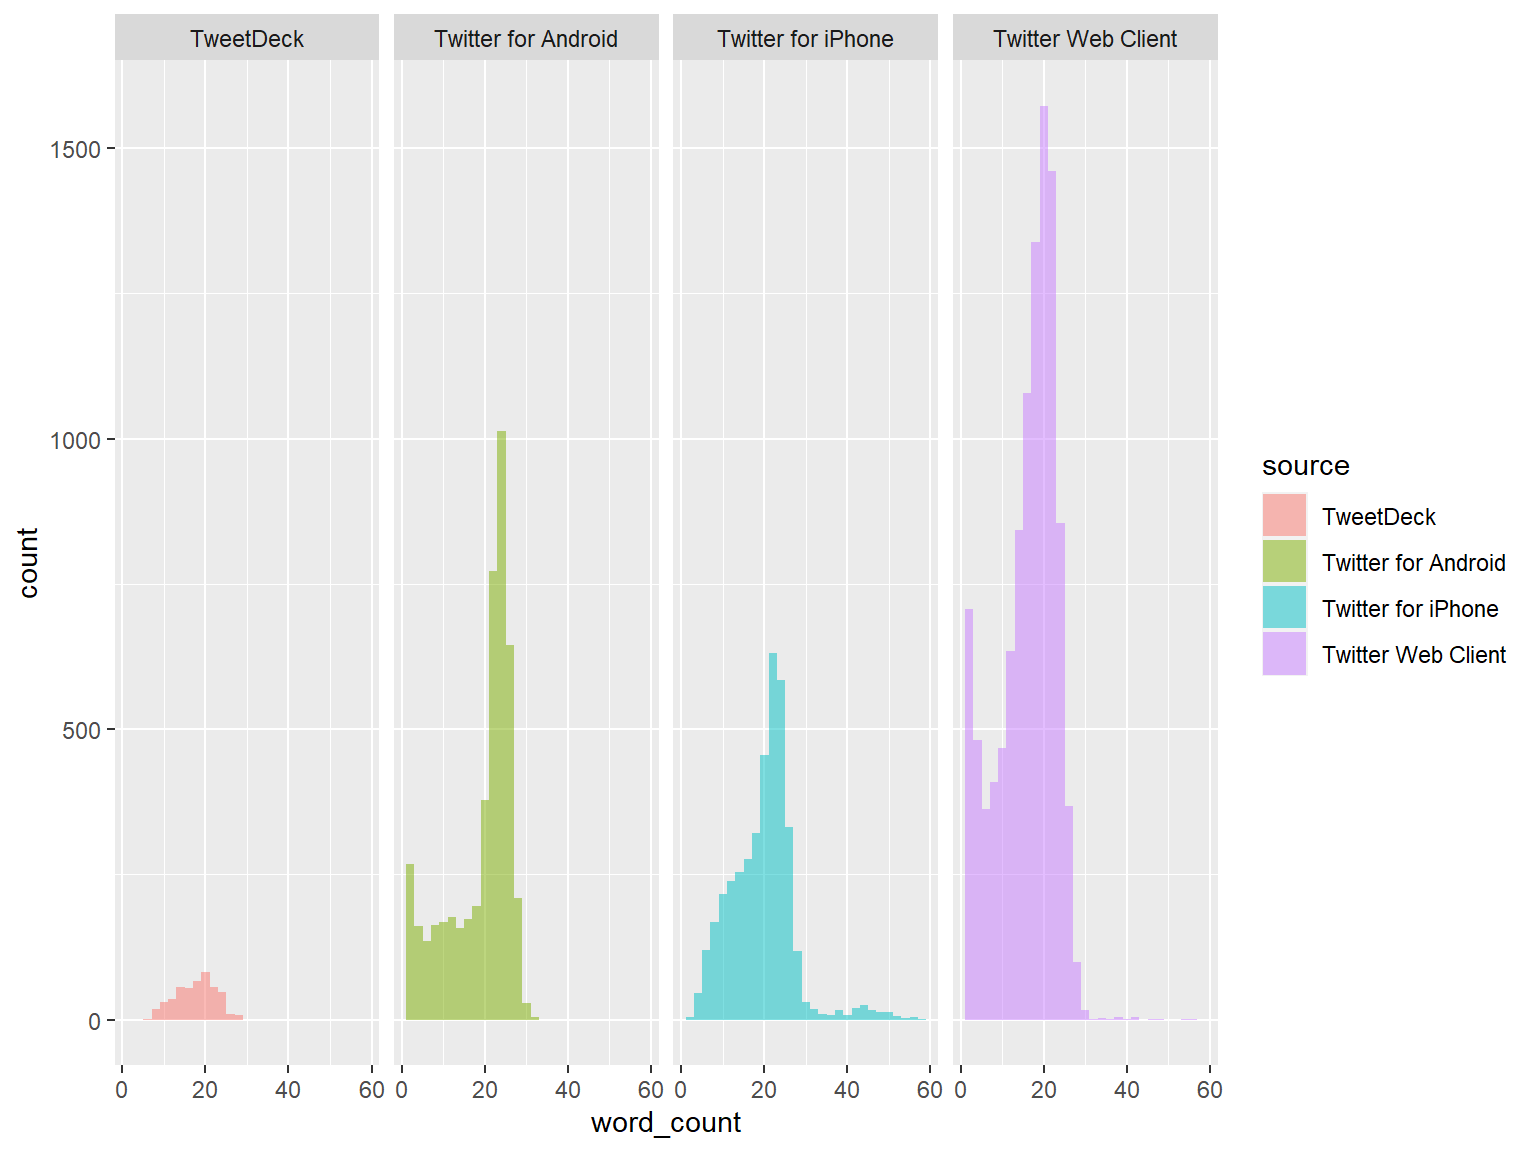 TweetDeck Twitter for Android Twitter for iPhone Twitter Web Client
1500
1000
500
0
count
0 20 40 60 0 20 40 60 0 20 40 60 0 20 40 60
word_count
source
TweetDeck
Twitter for Android
Twitter for iPhone
Twitter Web Client